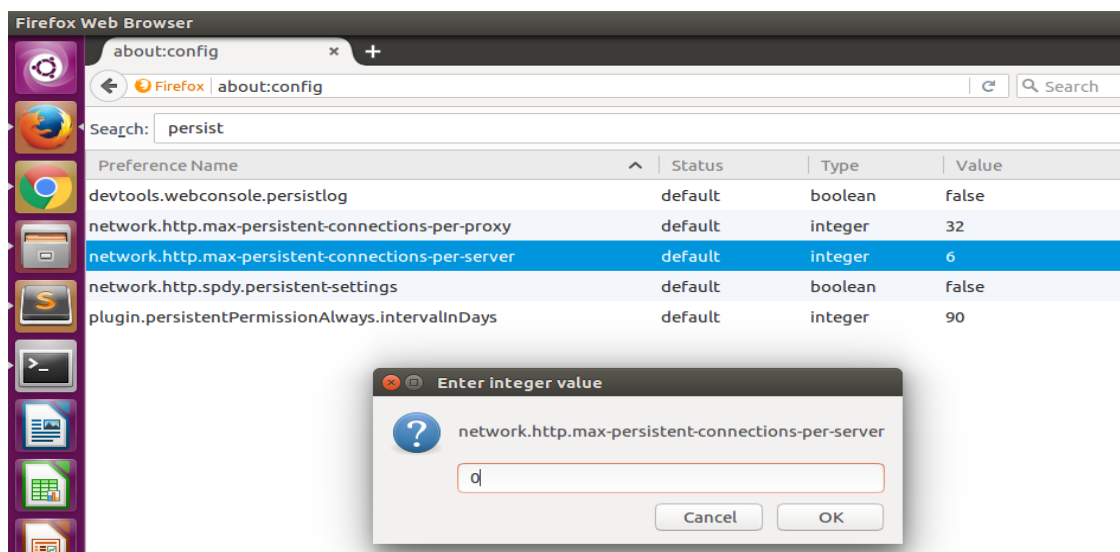 Firefox Web Browser
about:config × +
Firefox about:config Search
Search: persist
Preference Name Status Type Value
devtools.webconsole.persistlog default boolean false
network.http.max-persistent-connections-per-proxy default integer 32
network.http.max-persistent-connections-per-server default integer 6
network.http.spdy.persistent-settings default boolean false
plugin.persistentPermissionAlways.intervalInDays default integer 90
Enter integer value
network.http.max-persistent-connections-per-server
0
Cancel OK